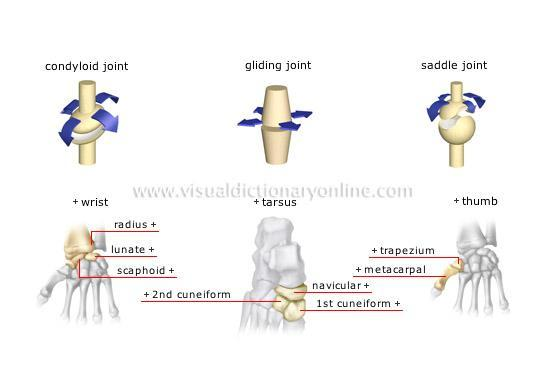 condyloid joint
gliding joint
saddle joint
www.visualdictionaryonline.com
+ wrist
+ tarsus
+ thumb
radius +
lunate +
scaphoid +
+ 2nd cuneiform
navicular +
1st cuneiform +
+ trapezium
+ metacarpal